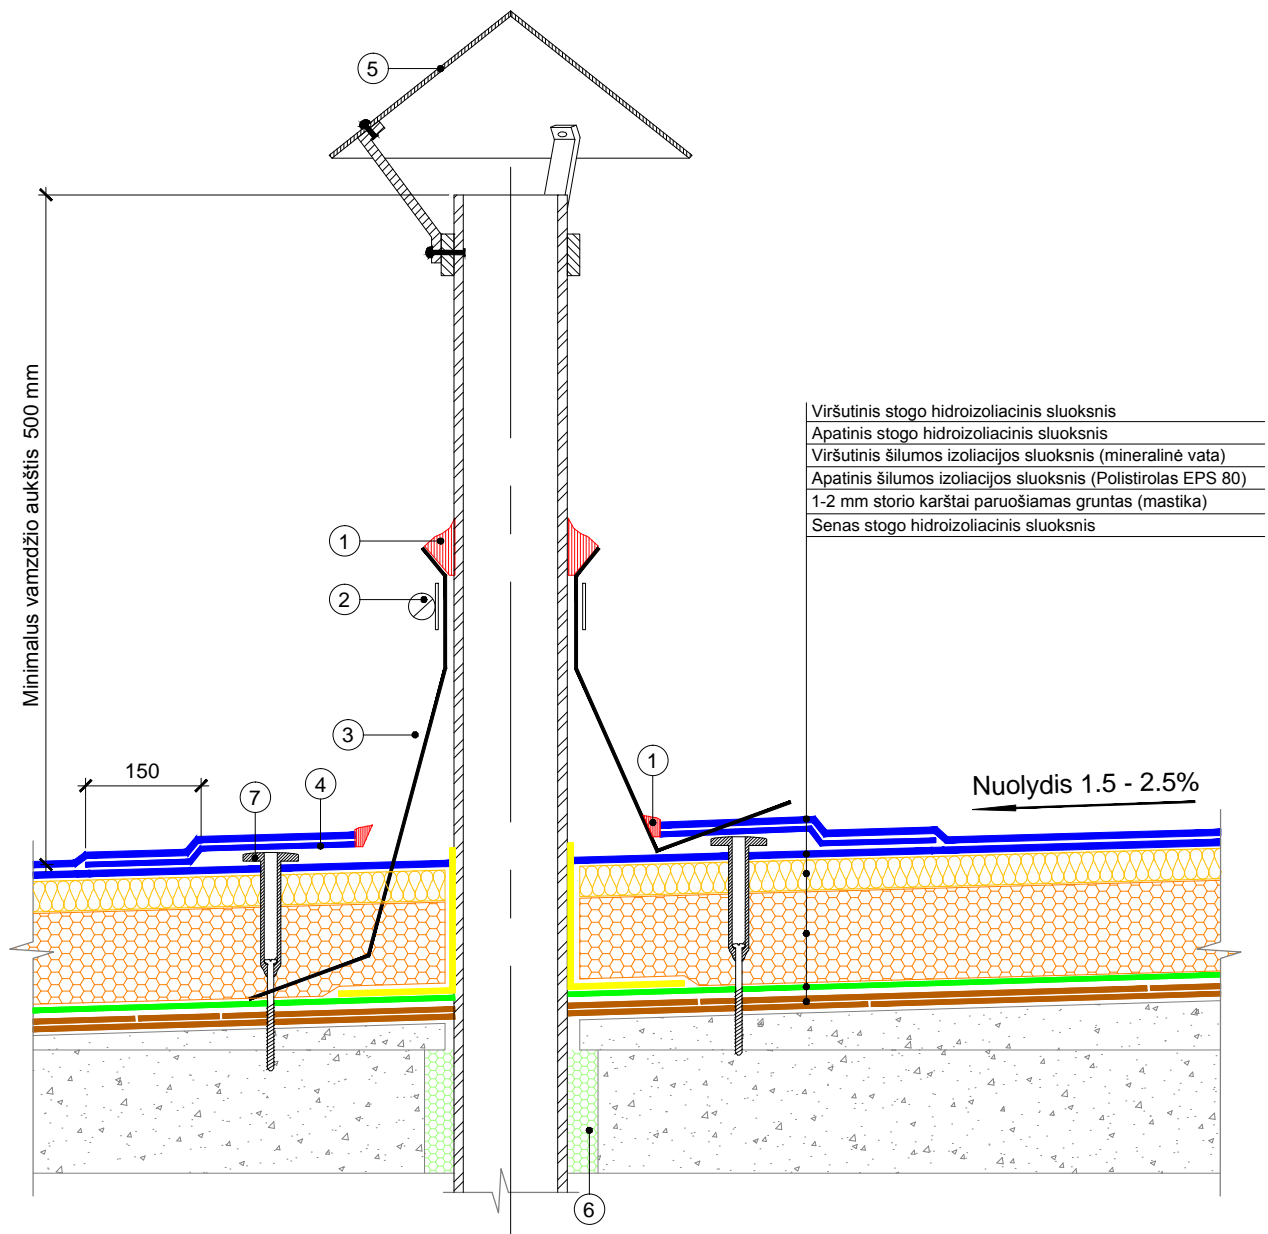 5
Minimalus vamzdžio aukštis 500 mm
Viršutinis stogo hidroizoliacinis sluoksnis
Apatinis stogo hidroizoliacinis sluoksnis
Viršutinis šilumos izoliacijos sluoksnis (mineralinė vata)
Apatinis šilumos izoliacijos sluoksnis (Polistirolas EPS 80)
1-2 mm storio karštai paruošiamas gruntas (mastika)
Senas stogo hidroizoliacinis sluoksnis
1
2
3
1
150
4
7
Nuolydis 1.5 - 2.5%
6